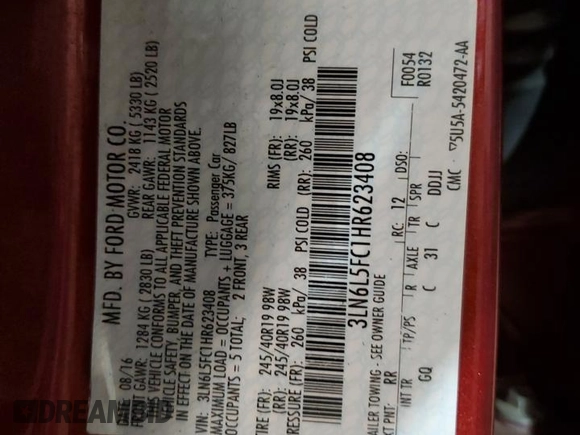 MFD. BY FORD MOTOR CO.
DATE: 08/16 GVWR: 2418 KG ( 5330 LB)
FRONT GAWR: 1284 KG ( 2830 LB) REAR GAWR: 1143 KG ( 2520 LB)
THIS VEHICLE CONFORMS TO ALL APPLICABLE FEDERAL MOTOR
VEHICLE SAFETY, BUMPER, AND THEFT PREVENTION STANDARDS
IN EFFECT ON THE DATE OF MANUFACTURE SHOWN ABOVE.
VIN: 3LN6L5FC1HR623408 TYPE: Passenger Car
MAXIMUM LOAD = OCCUPANTS + LUGGAGE = 375KG/ 827LB
OCCUPANTS = 5 TOTAL; 2 FRONT, 3 REAR
TIRE (FR): 245/40R19 98W RIMS (FR): 19x8.0J
(RR): 245/40R19 98W (RR): 19x8.0J
PRESSURE (FR): 260 kPa/ 38 PSI COLD (RR): 260 kPa/ 38 PSI COLD
3LN6L5FC1HR623408
F0054
R0132
TRAILER TOWING - SEE OWNER GUIDE
EXT PNT: RR RC: 12 DSO:
INT TR TP/PS R AXLE TR SPR
GQ C 31 C DDJJ
CMC 5U5A-5420472-AA
DREAMBID